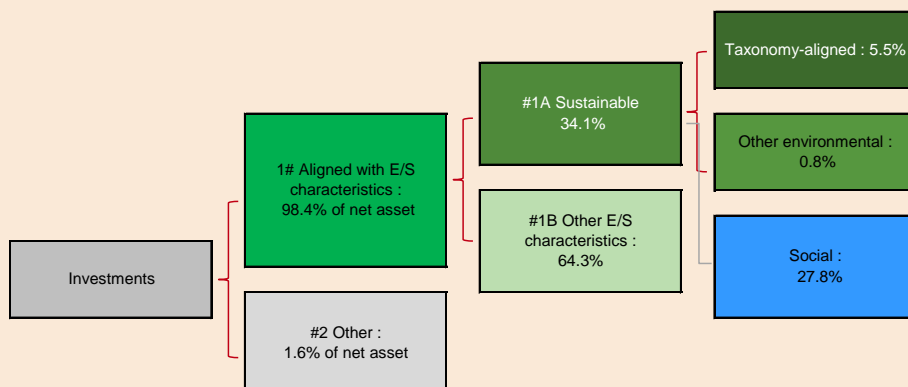 Investments
1# Aligned with E/S
characteristics :
98.4% of net asset
#2 Other :
1.6% of net asset
#1A Sustainable
34.1%
#1B Other E/S
characteristics :
64.3%
Taxonomy-aligned : 5.5%
Other environmental :
0.8%
Social :
27.8%